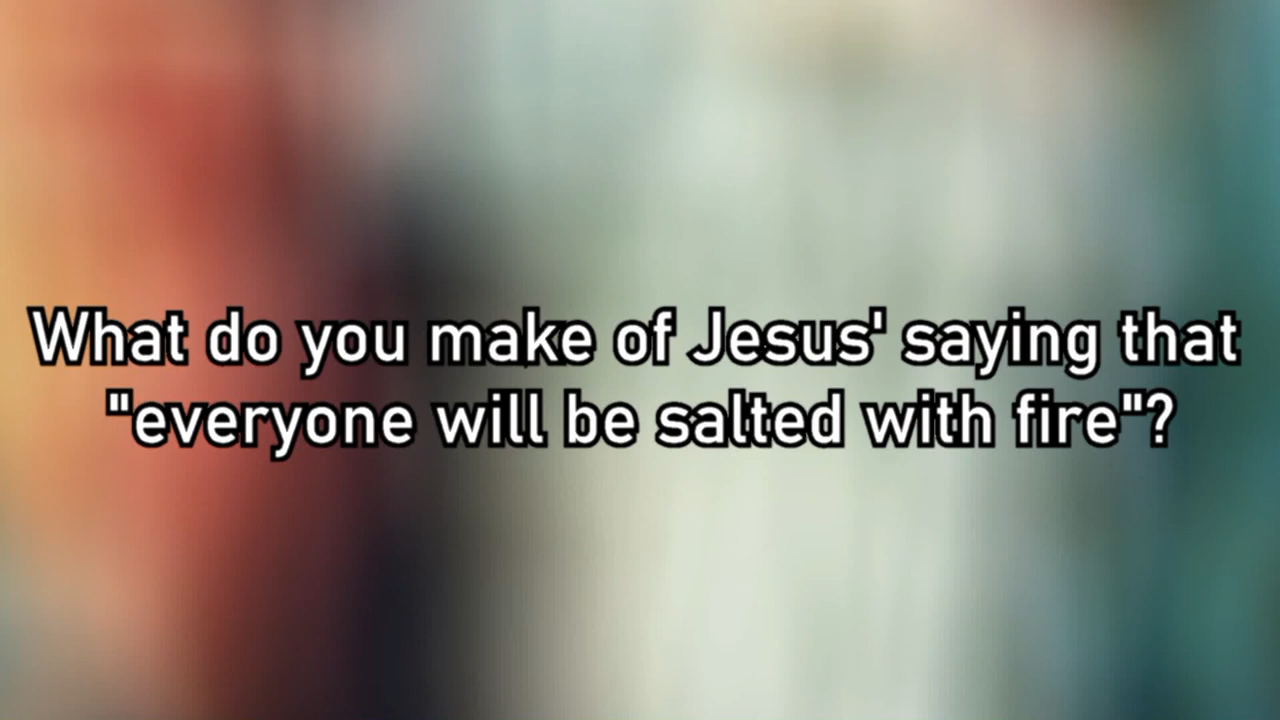 What do you make of Jesus' saying that
"everyone will be salted with fire"?